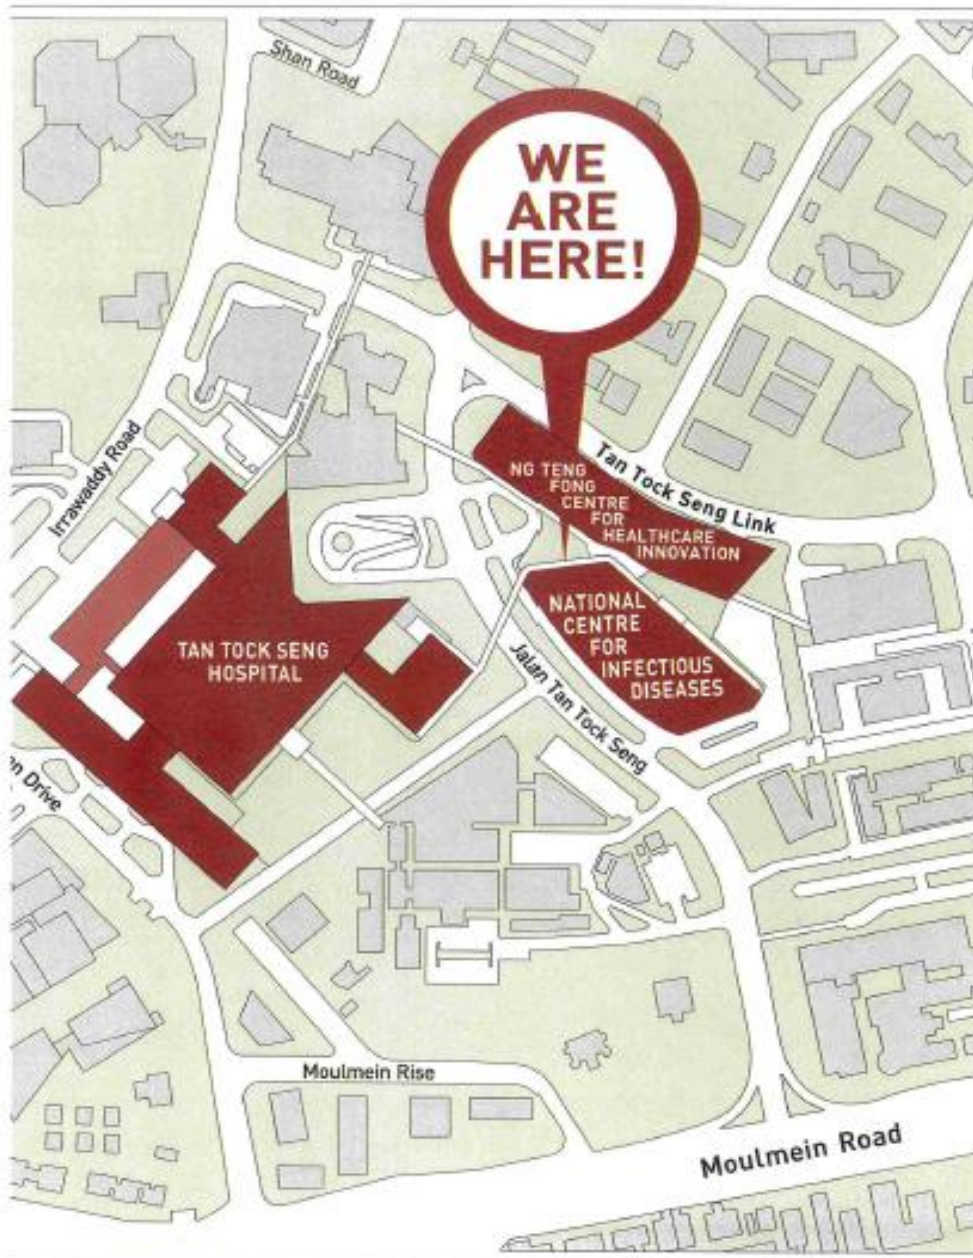 Shan Road
WE
ARE
HERE!
Irrawaddy Road
Tan Tock Seng Link
NG TENG
FONG
CENTRE
FOR
HEALTHCARE
INNOVATION
NATIONAL
CENTRE
FOR
INFECTIOUS
DISEASES
TAN TOCK SENG
HOSPITAL
Jalan Tan Tock Seng
Drive
Moulmein Rise
Moulmein Road